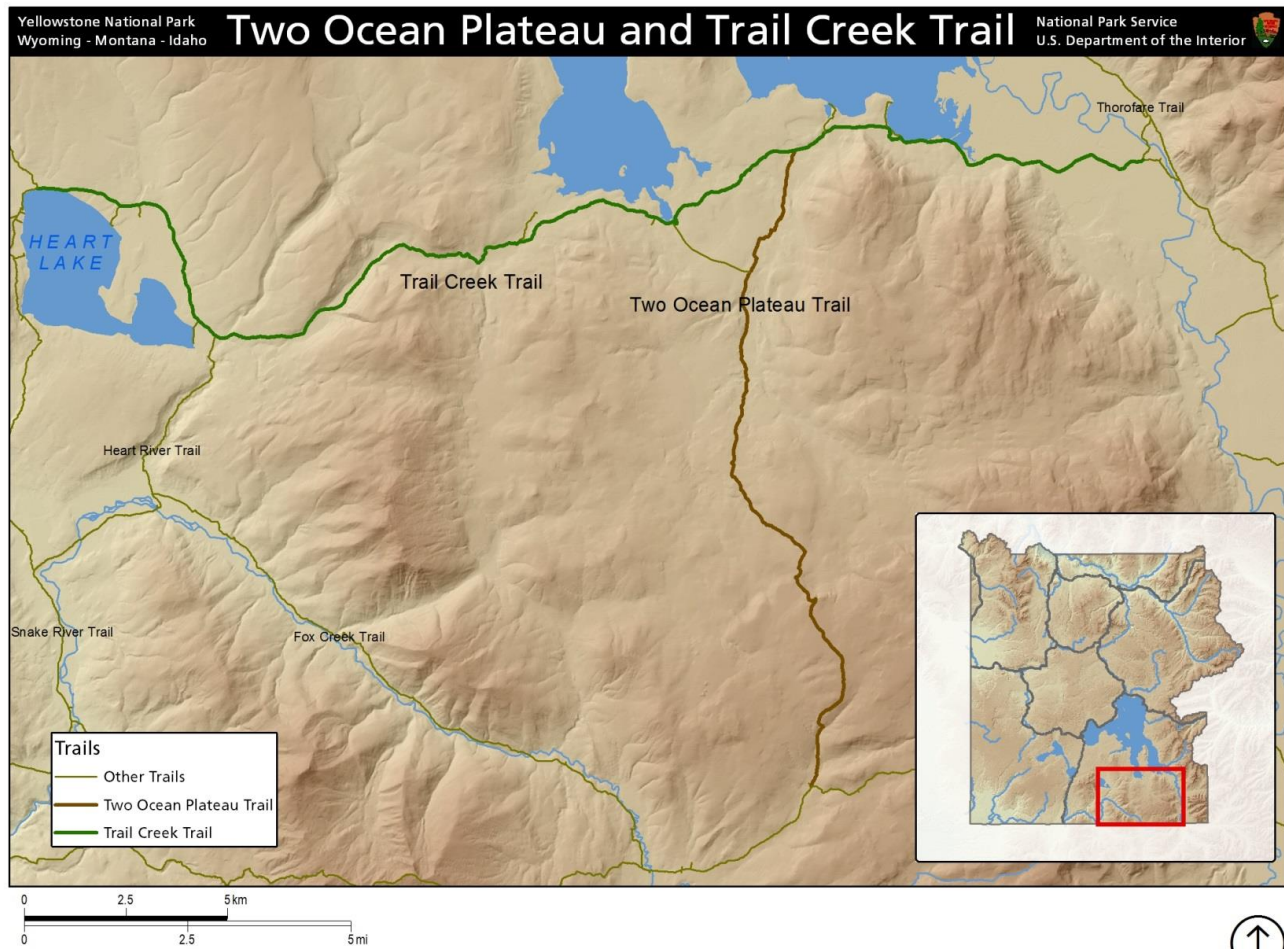 Yellowstone National Park
Wyoming - Montana - Idaho
Two Ocean Plateau and Trail Creek Trail
National Park Service
U.S. Department of the Interior
Thorofare Trail
HEART
LAKE
Trail Creek Trail
Two Ocean Plateau Trail
Heart River Trail
Snake River Trail
Fox Creek Trail
Trails
Other Trails
Two Ocean Plateau Trail
Trail Creek Trail
0 2.5 5 km
0 2.5 5 mi